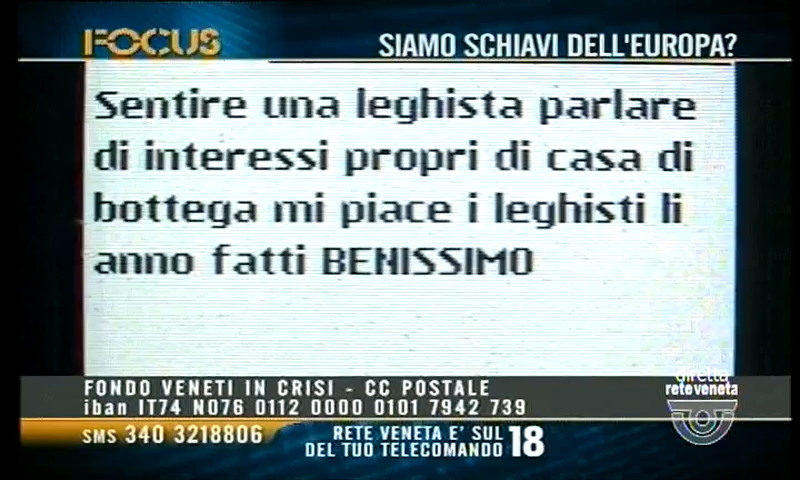 FOCUS
SIAMO SCHIAVI DELL'EUROPA?
Sentire una leghista parlare
di interessi propri di casa di
bottega mi piace i leghisti li
anno fatti BENISSIMO
FONDO VENETI IN CRISI - CC POSTALE
iban IT74 N076 0112 0000 0101 7942 739
diretta
reteveneta
SMS 340 3218806
RETE VENETA E' SUL
DEL TUO TELECOMANDO 18